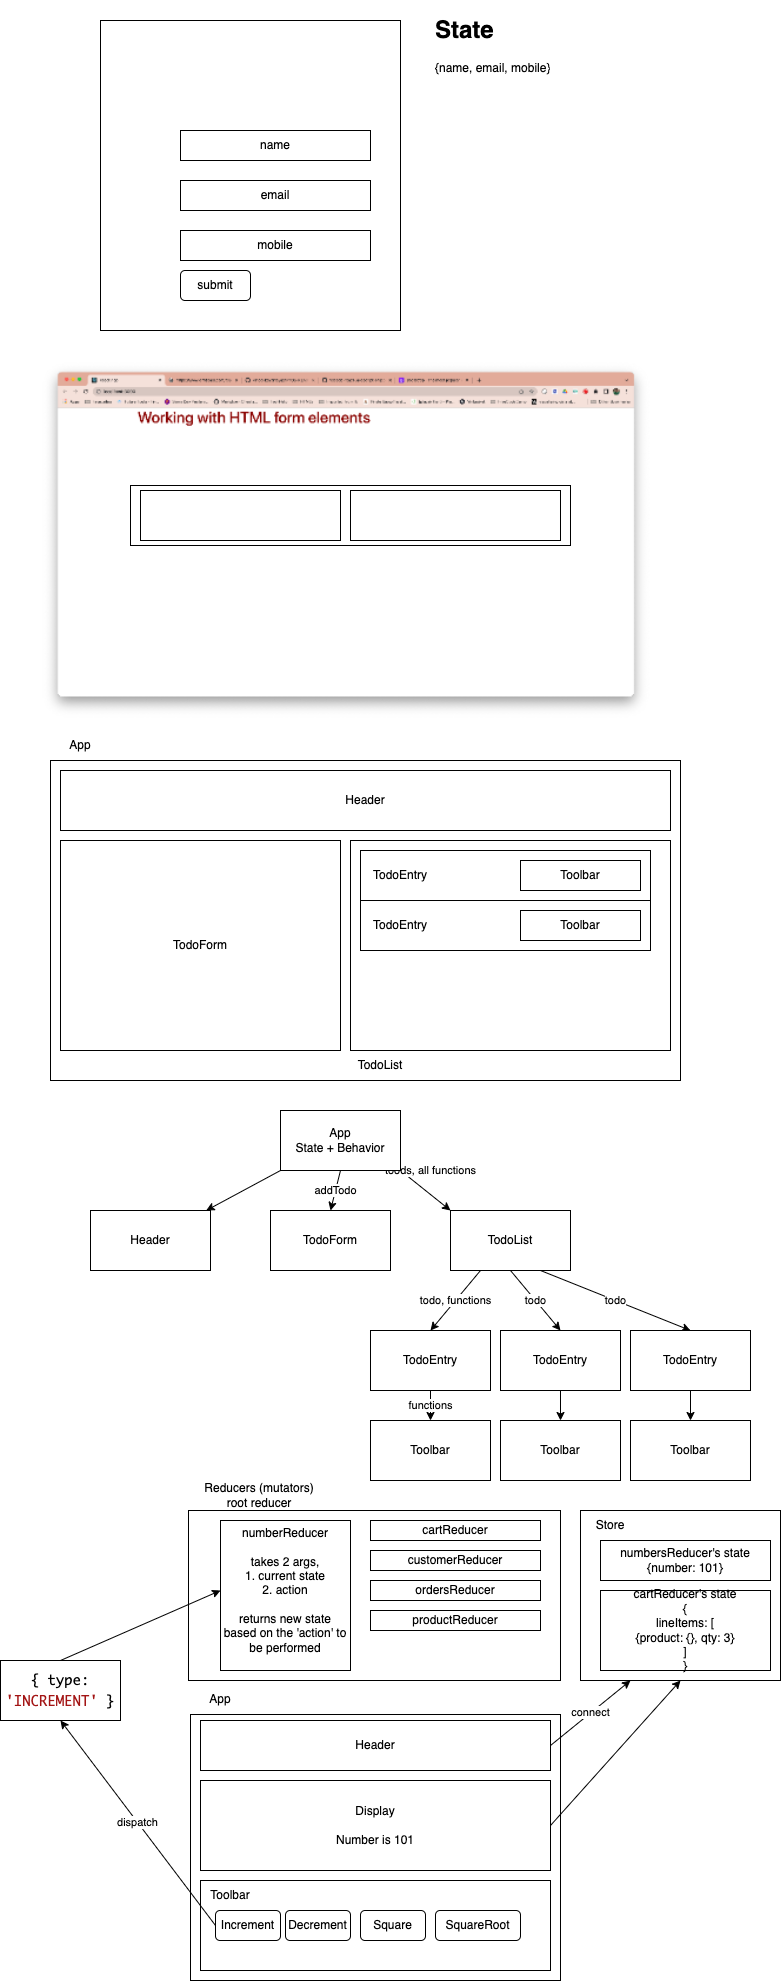 State
{name, email, mobile}
name
email
mobile
submit
Working with HTML form elements
App
Header
TodoForm
TodoEntry
Toolbar
TodoEntry
Toolbar
TodoList
App
State + Behavior
addTodo
, all functions
Header
TodoForm
TodoList
todo, functions
todo
todo
TodoEntry
TodoEntry
TodoEntry
functions
Toolbar
Toolbar
Toolbar
Reducers (mutators)
root reducer
numberReducer
takes 2 args,
1. current state
2. action
returns new state
based on the 'action' to
be performed
cartReducer
customerReducer
ordersReducer
productReducer
Store
numbersReducer's state
{number: 101}
cartReducer's state
{
lineItems: [
{product: {}, qty: 3}
]
}
{ type:
'INCREMENT' }
App
connect
Header
Display
Number is 101
dispatch
Toolbar
Increment
Decrement
Square
SquareRoot